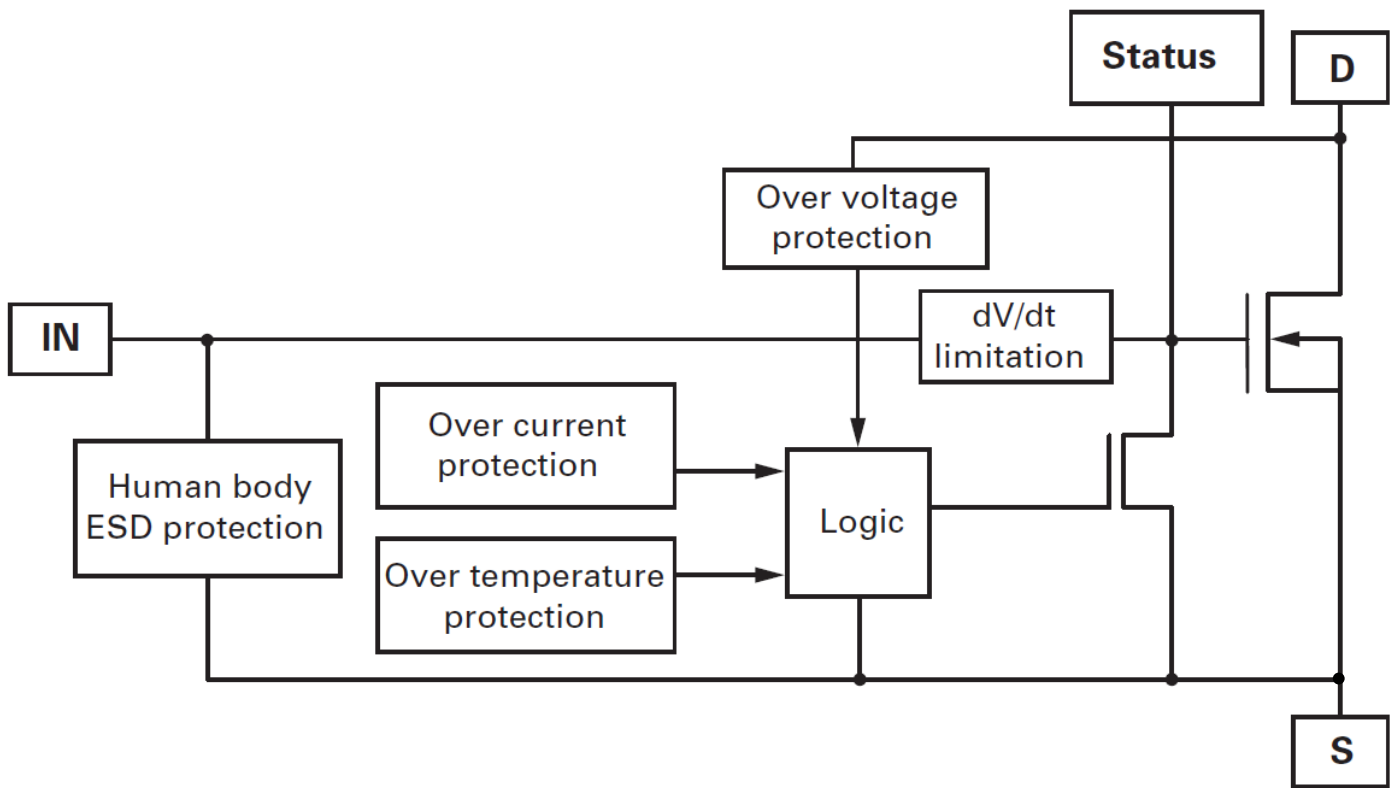 Status
D
Over voltage
protection
IN
dV/dt
limitation
Over current
protection
Human body
ESD protection
Logic
Over temperature
protection
S